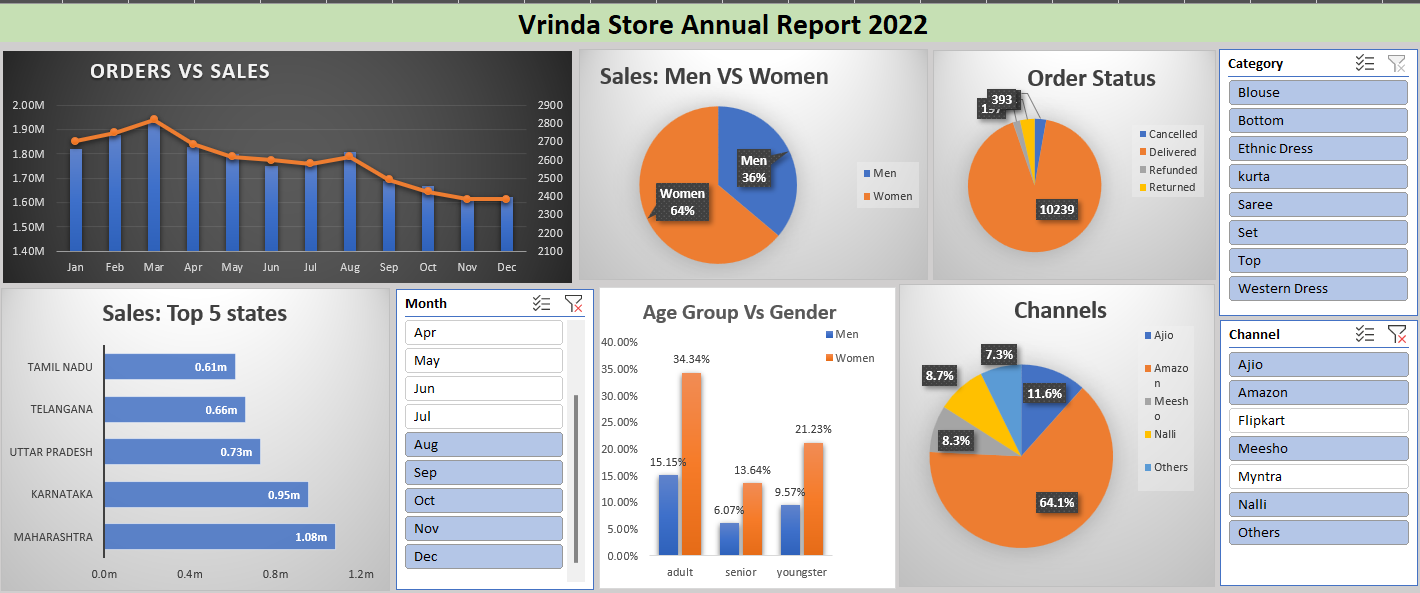 Vrinda Store Annual Report 2022
ORDERS VS SALES
2.00M
1.90M
1.80M
1.70M
1.60M
1.50M
1.40M
2900
2800
2700
2600
2500
2400
2300
2200
2100
Jan Feb Mar Apr May Jun Jul Aug Sep Oct Nov Dec
Sales: Men VS Women
Men
36%
Women
64%
Men
Women
Order Status
393
10239
Cancelled
Delivered
Refunded
Returned
Category
Blouse
Bottom
Ethnic Dress
kurta
Saree
Set
Top
Western Dress
Sales: Top 5 states
TAMIL NADU 0.61m
TELANGANA 0.66m
UTTAR PRADESH 0.73m
KARNATAKA 0.95m
MAHARASHTRA 1.08m
0.0m 0.4m 0.8m 1.2m
Month
Apr
May
Jun
Jul
Aug
Sep
Oct
Nov
Dec
Age Group Vs Gender
Men
Women
40.00%
35.00%
30.00%
25.00%
20.00%
15.00%
10.00%
5.00%
0.00%
34.34%
15.15%
13.64%
6.07%
21.23%
9.57%
adult senior youngster
Channels
7.3%
8.7%
11.6%
8.3%
64.1%
Ajio
Amazo
n
Meesh
o
Nalli
Others
Channel
Ajio
Amazon
Flipkart
Meesho
Myntra
Nalli
Others